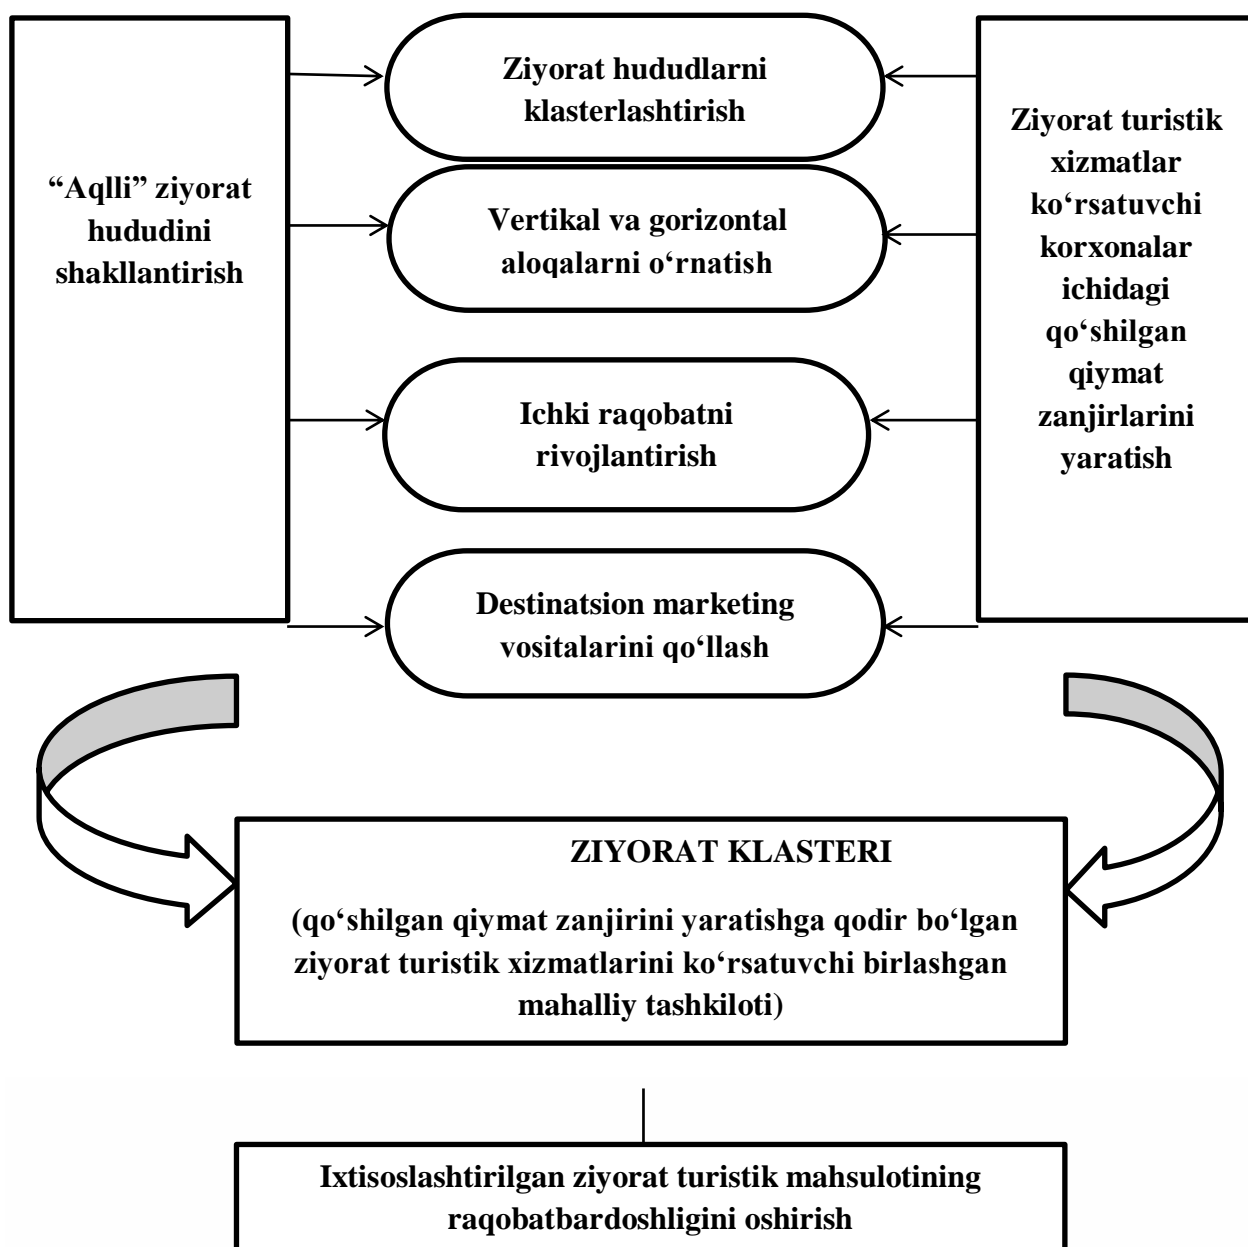 “Aqlli” ziyorat
hududini
shakllantirish
Ziyorat hududlarni
klasterlashtirish
Vertikal va gorizontal
aloqalarni o‘rnatish
Ichki raqobatni
rivojlantirish
Destinatsion marketing
vositalarini qo‘llash
Ziyorat turistik
xizmatlar
ko‘rsatuvchi
korxonalar
ichidagi
qo‘shilgan
qiymat
zanjirlarini
yaratish
ZIYORAT KLASTERI
(qo‘shilgan qiymat zanjirini yaratishga qodir bo‘lgan
ziyorat turistik xizmatlarini ko‘rsatuvchi birlashgan
mahalliy tashkiloti)
Ixtisoslashtirilgan ziyorat turistik mahsulotining
raqobatbardoshligini oshirish